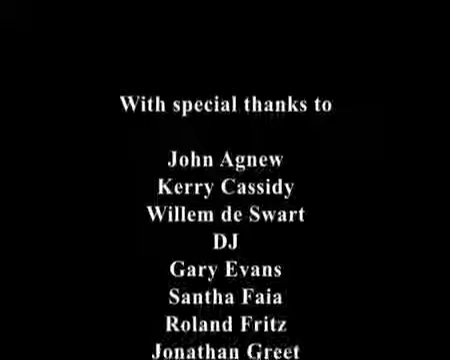 With special thanks to
John Agnew
Kerry Cassidy
Willem de Swart
DJ
Gary Evans
Santha Faia
Roland Fritz
Jonathan Greet